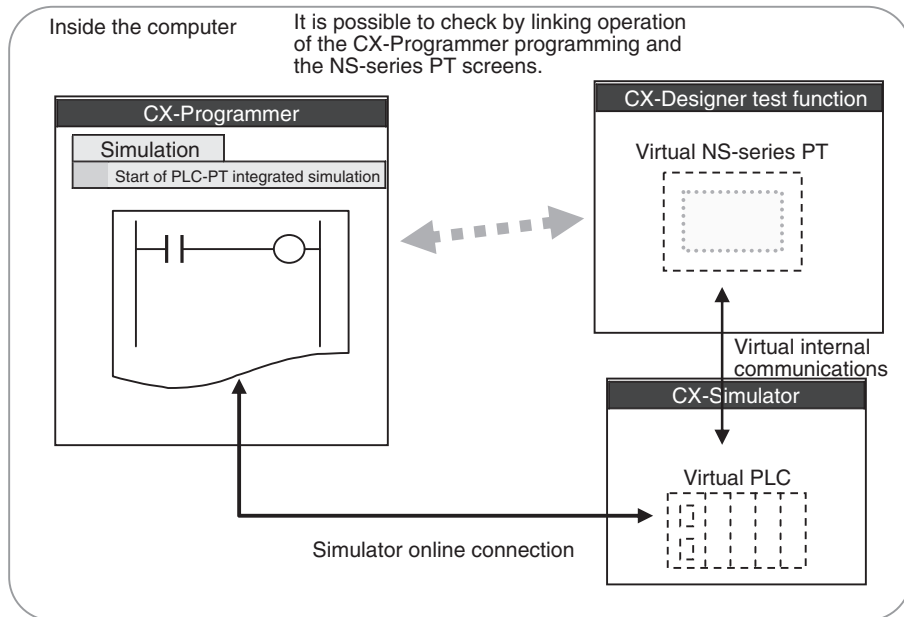 Inside the computer
It is possible to check by linking operation
of the CX-Programmer programming and
the NS-series PT screens.
CX-Programmer
Simulation
Start of PLC-PT integrated simulation
CX-Designer test function
Virtual NS-series PT
Virtual internal
communications
CX-Simulator
Virtual PLC
Simulator online connection